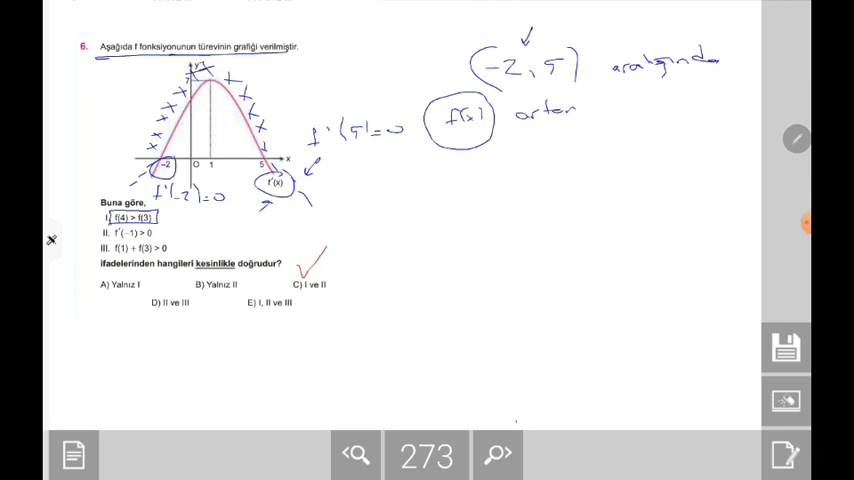 6. Aşağıda f fonksiyonunun türevinin grafiği verilmiştir.
(-2, 5) aralığında
f(x) artan
y
7
f'(5)=0
-2 O 1 5 x
f'(x)
f'(-2)=0
Buna göre,
I. f(4) > f(3)
II. f'(−1) > 0
III. f(1) + f(3) > 0
ifadelerinden hangileri kesinlikle doğrudur?
A) Yalnız I B) Yalnız II C) I ve II
D) II ve III E) I, II ve III
273